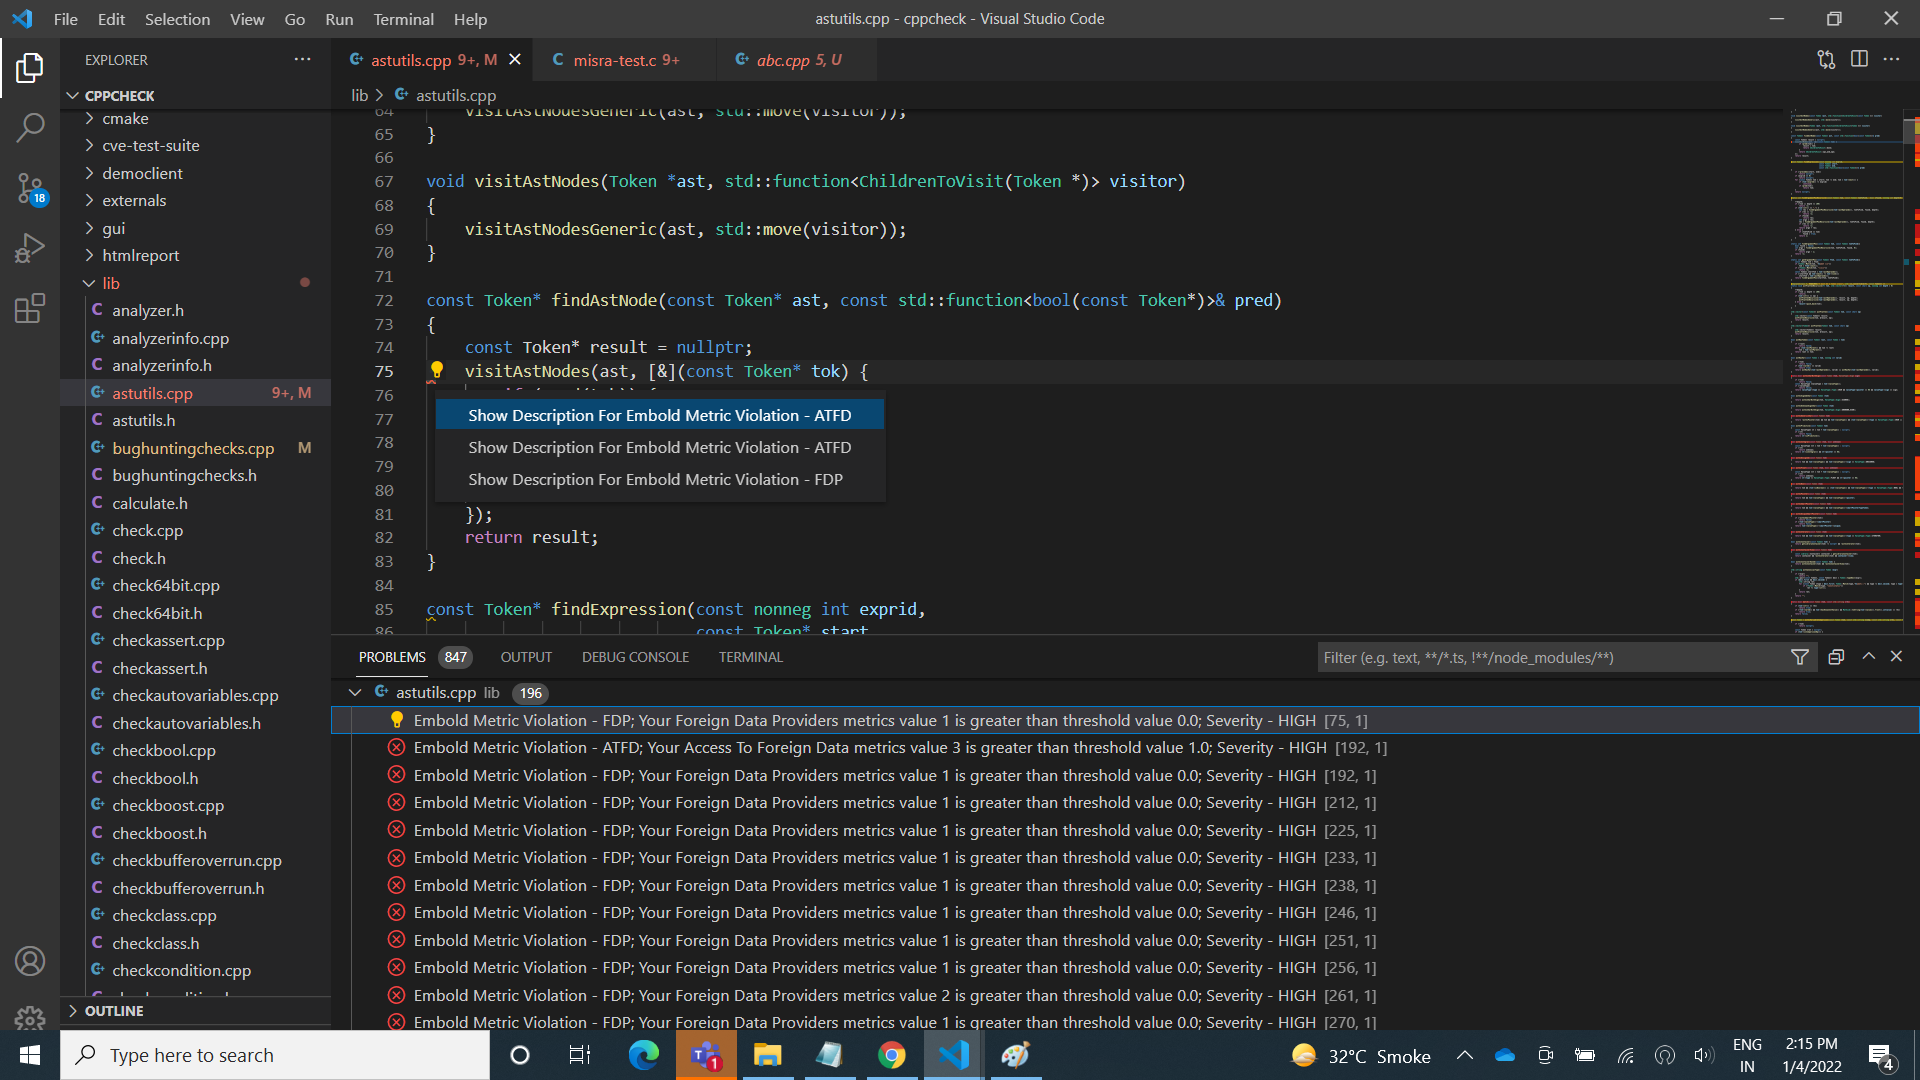 File Edit Selection View Go Run Terminal Help
astutils.cpp - cppcheck - Visual Studio Code
EXPLORER
CPPCHECK
cmake
cve-test-suite
democlient
externals
gui
htmlreport
lib
analyzer.h
analyzerinfo.cpp
analyzerinfo.h
astutils.cpp 9+, M
astutils.h
bughuntingchecks.cpp M
bughuntingchecks.h
calculate.h
check.cpp
check.h
check64bit.cpp
check64bit.h
checkassert.cpp
checkassert.h
checkautovariables.cpp
checkautovariables.h
checkbool.cpp
checkbool.h
checkboost.cpp
checkboost.h
checkbufferoverrun.cpp
checkbufferoverrun.h
checkclass.cpp
checkclass.h
checkcondition.cpp
OUTLINE
18
astutils.cpp 9+, M
misra-test.c 9+
abc.cpp 5, U
lib > astutils.cpp
64 visitAstNodesGeneric(ast, std::move(visitor));
65 }
66
67 void visitAstNodes(Token *ast, std::function<ChildrenToVisit(Token *)> visitor)
68 {
69 visitAstNodesGeneric(ast, std::move(visitor));
70 }
71
72 const Token* findAstNode(const Token* ast, const std::function<bool(const Token*)>& pred)
73 {
74 const Token* result = nullptr;
75 visitAstNodes(ast, [&](const Token* tok) {
76
Show Description For Embold Metric Violation - ATFD
77
Show Description For Embold Metric Violation - ATFD
78
79
Show Description For Embold Metric Violation - FDP
80
81 });
82 return result;
83 }
84
85 const Token* findExpression(const nonneg int exprid,
86 const Token* start
PROBLEMS 847 OUTPUT DEBUG CONSOLE TERMINAL
Filter (e.g. text, **/*.ts, !**/node_modules/**)
astutils.cpp lib 196
Embold Metric Violation - FDP; Your Foreign Data Providers metrics value 1 is greater than threshold value 0.0; Severity - HIGH [75, 1]
Embold Metric Violation - ATFD; Your Access To Foreign Data metrics value 3 is greater than threshold value 1.0; Severity - HIGH [192, 1]
Embold Metric Violation - FDP; Your Foreign Data Providers metrics value 1 is greater than threshold value 0.0; Severity - HIGH [192, 1]
Embold Metric Violation - FDP; Your Foreign Data Providers metrics value 1 is greater than threshold value 0.0; Severity - HIGH [212, 1]
Embold Metric Violation - FDP; Your Foreign Data Providers metrics value 1 is greater than threshold value 0.0; Severity - HIGH [225, 1]
Embold Metric Violation - FDP; Your Foreign Data Providers metrics value 1 is greater than threshold value 0.0; Severity - HIGH [233, 1]
Embold Metric Violation - FDP; Your Foreign Data Providers metrics value 1 is greater than threshold value 0.0; Severity - HIGH [238, 1]
Embold Metric Violation - FDP; Your Foreign Data Providers metrics value 1 is greater than threshold value 0.0; Severity - HIGH [246, 1]
Embold Metric Violation - FDP; Your Foreign Data Providers metrics value 1 is greater than threshold value 0.0; Severity - HIGH [251, 1]
Embold Metric Violation - FDP; Your Foreign Data Providers metrics value 1 is greater than threshold value 0.0; Severity - HIGH [256, 1]
Embold Metric Violation - FDP; Your Foreign Data Providers metrics value 2 is greater than threshold value 0.0; Severity - HIGH [261, 1]
Embold Metric Violation - FDP; Your Foreign Data Providers metrics value 1 is greater than threshold value 0.0; Severity - HIGH [270, 1]
Type here to search
1
32°C Smoke
ENG
IN
2:15 PM
1/4/2022
4